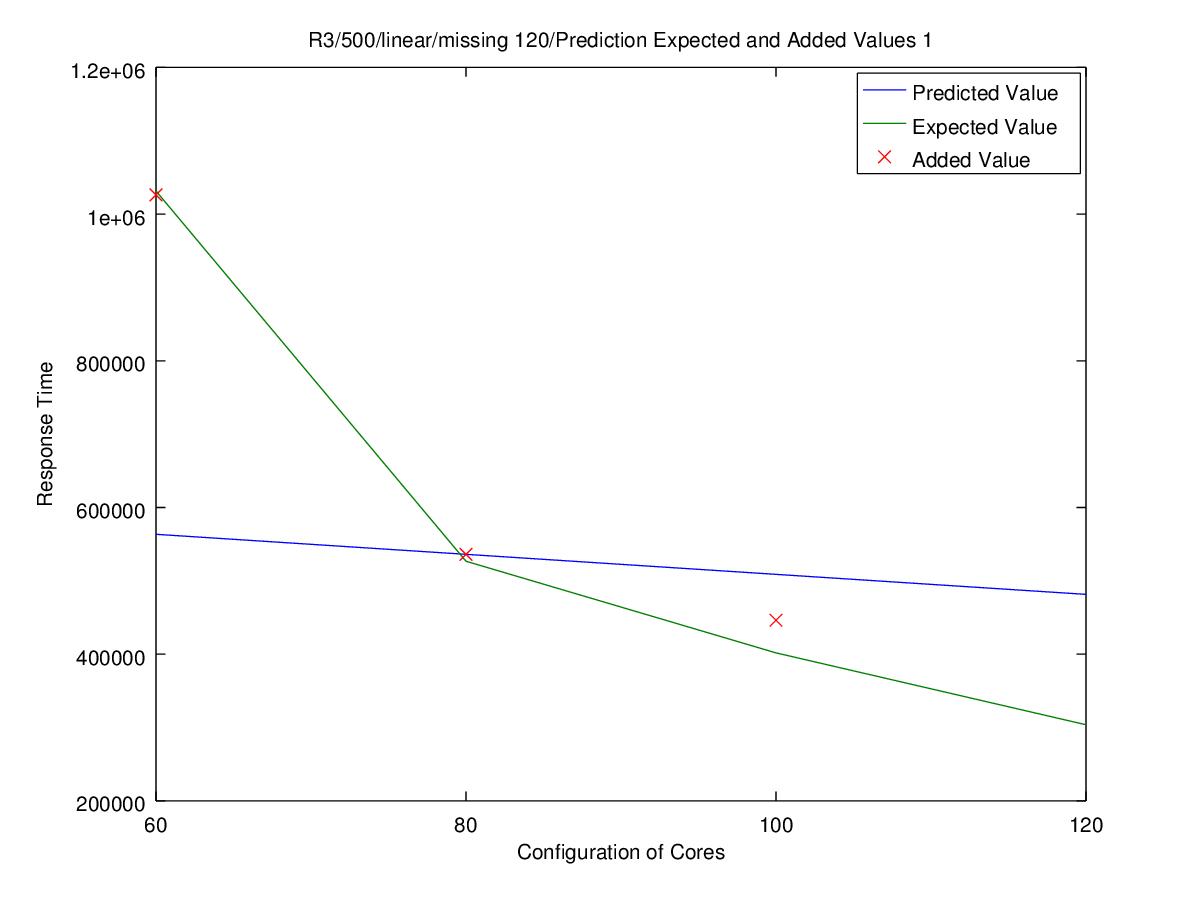 R3/500/linear/missing 120/Prediction Expected and Added Values 1
1.2e+06
1e+06
800000
600000
400000
200000
Response Time
Predicted Value
Expected Value
Added Value
60
80
100
120
Configuration of Cores